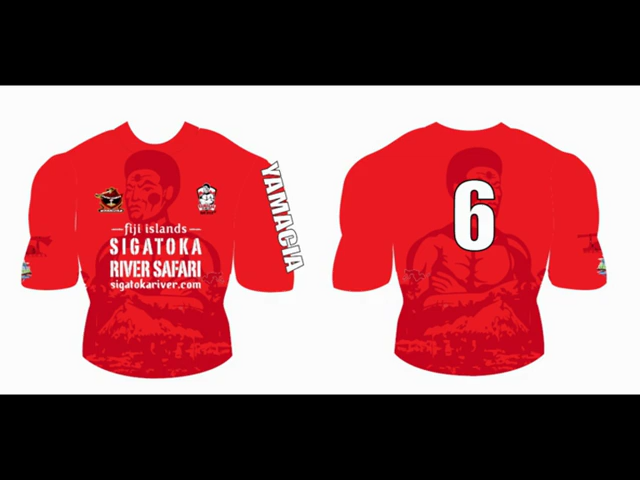 fiji islands
SIGATOKA
RIVER SAFARI
sigatokariver.com
YAMACIA
6